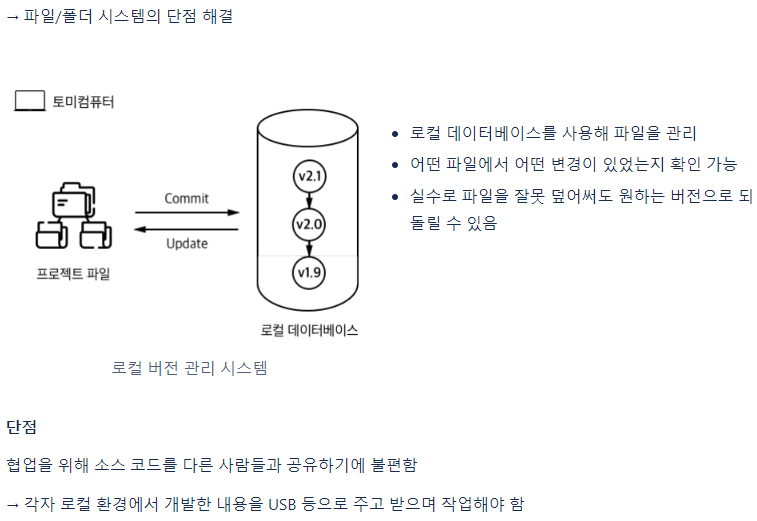 → 파일/폴더 시스템의 단점 해결
토미컴퓨터
v2.1
v2.0
v1.9
Commit
Update
프로젝트 파일
로컬 데이터베이스
로컬 버전 관리 시스템
• 로컬 데이터베이스를 사용해 파일을 관리
• 어떤 파일에서 어떤 변경이 있었는지 확인 가능
• 실수로 파일을 잘못 덮어써도 원하는 버전으로 되
돌릴 수 있음
단점
협업을 위해 소스 코드를 다른 사람들과 공유하기에 불편함
→ 각자 로컬 환경에서 개발한 내용을 USB 등으로 주고 받으며 작업해야 함